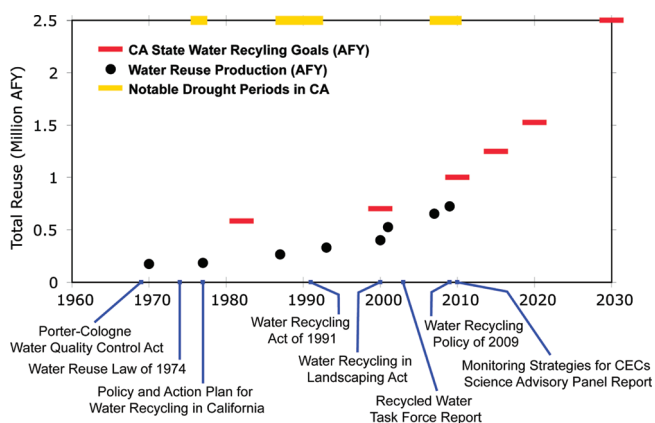 2.5
2
1.5
1
0.5
0
Total Reuse (Million AFY)
CA State Water Recyling Goals (AFY)
Water Reuse Production (AFY)
Notable Drought Periods in CA
1960 1970 1980 1990 2000 2010 2020 2030
Porter-Cologne
Water Quality Control Act
Water Reuse Law of 1974
Policy and Action Plan for
Water Recycling in California
Water Recycling
Act of 1991
Water Recycling in
Landscaping Act
Recycled Water
Task Force Report
Water Recycling
Policy of 2009
Monitoring Strategies for CECs
Science Advisory Panel Report